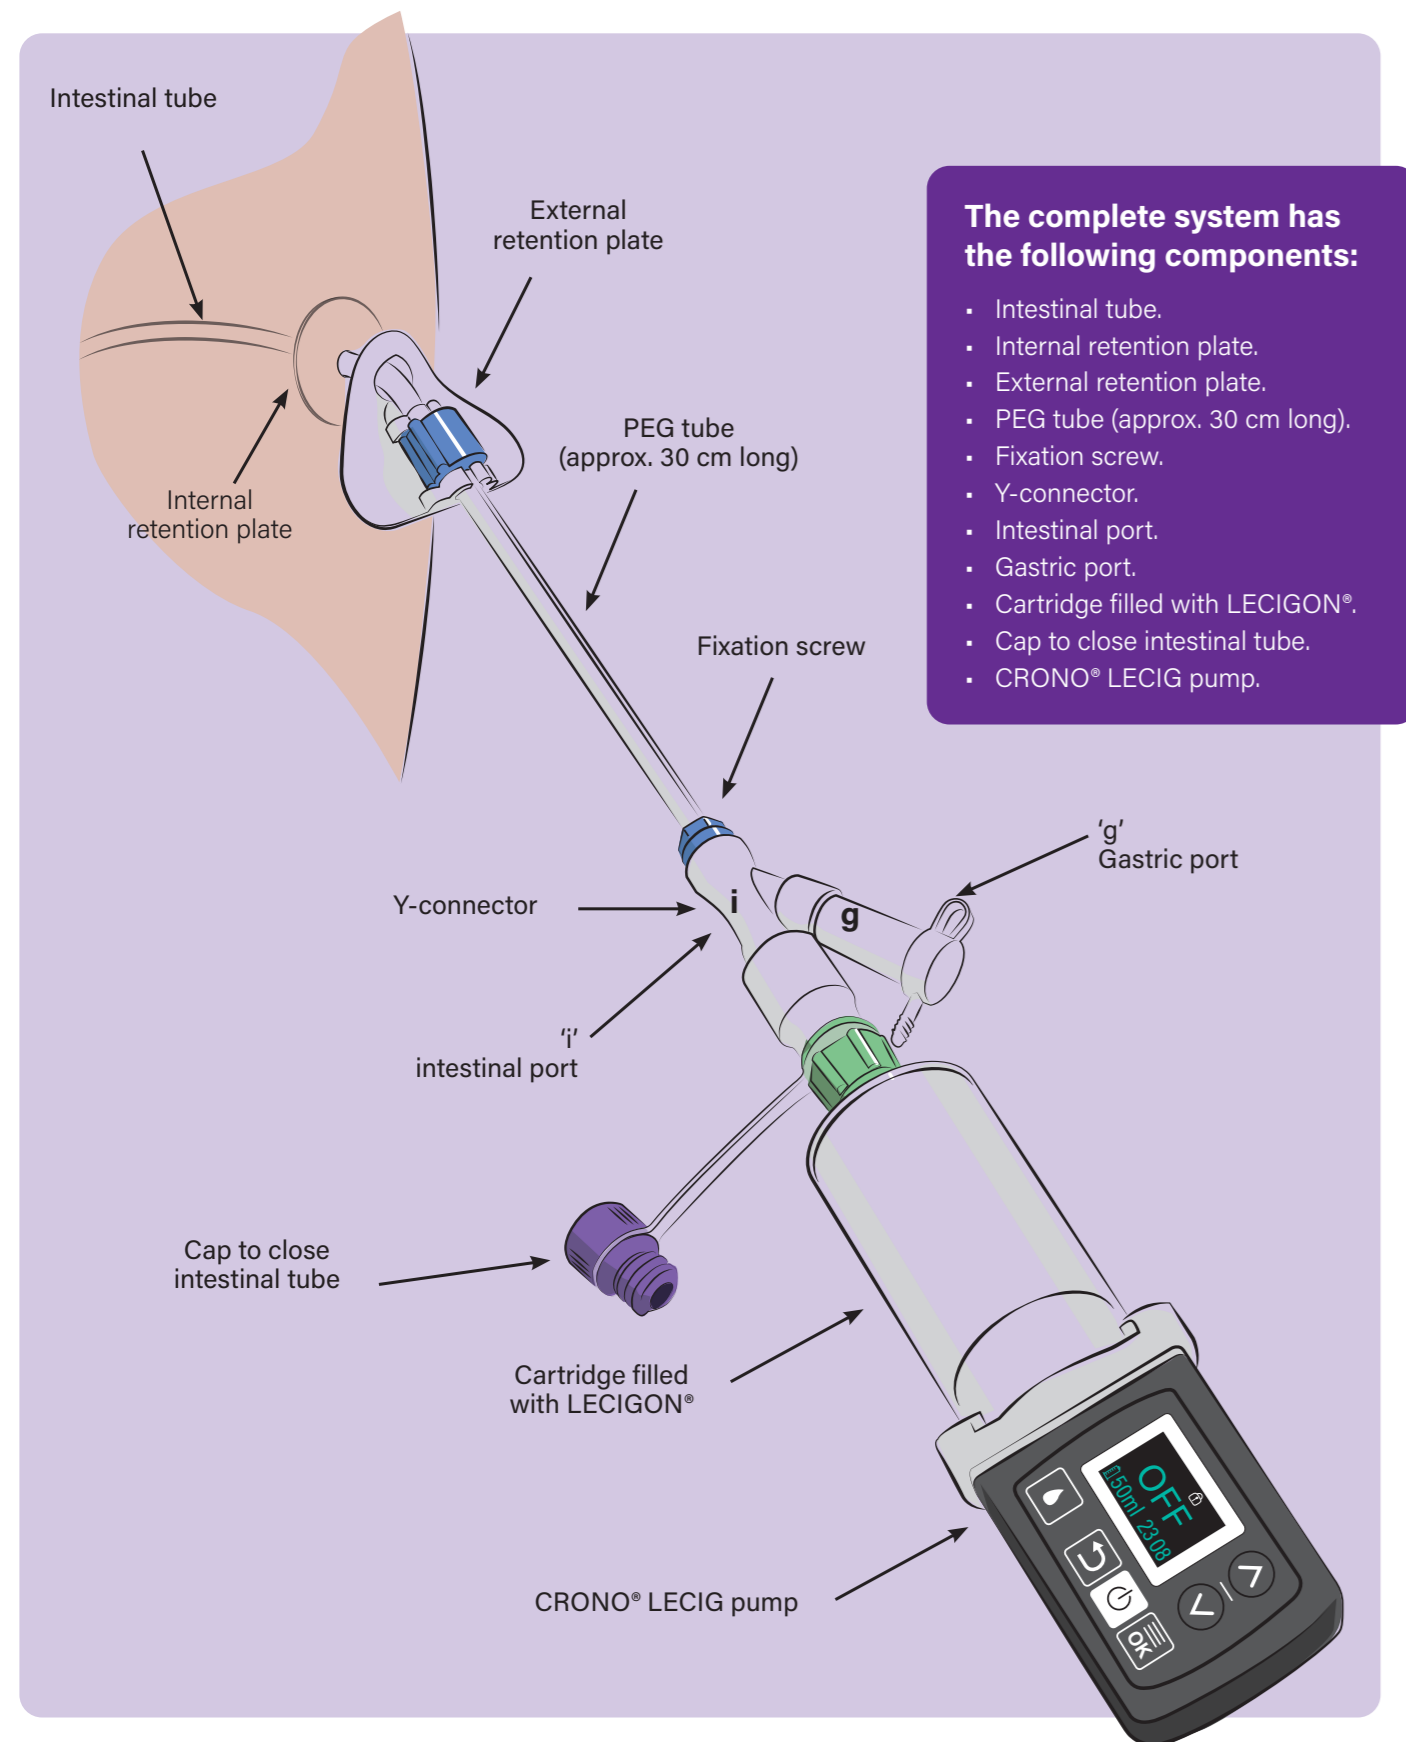 Intestinal tube
External
retention plate
The complete system has
the following components:
• Intestinal tube.
• Internal retention plate.
• External retention plate.
• PEG tube (approx. 30 cm long).
• Fixation screw.
• Y-connector.
• Intestinal port.
• Gastric port.
• Cartridge filled with LECIGON®.
• Cap to close intestinal tube.
• CRONO® LECIG pump.
PEG tube
(approx. 30 cm long)
Internal
retention plate
Fixation screw
‘g’
Gastric port
Y-connector
i
g
‘i’
intestinal port
Cap to close
intestinal tube
Cartridge filled
with LECIGON®
OFF
50ml 2308
OK
CRONO® LECIG pump